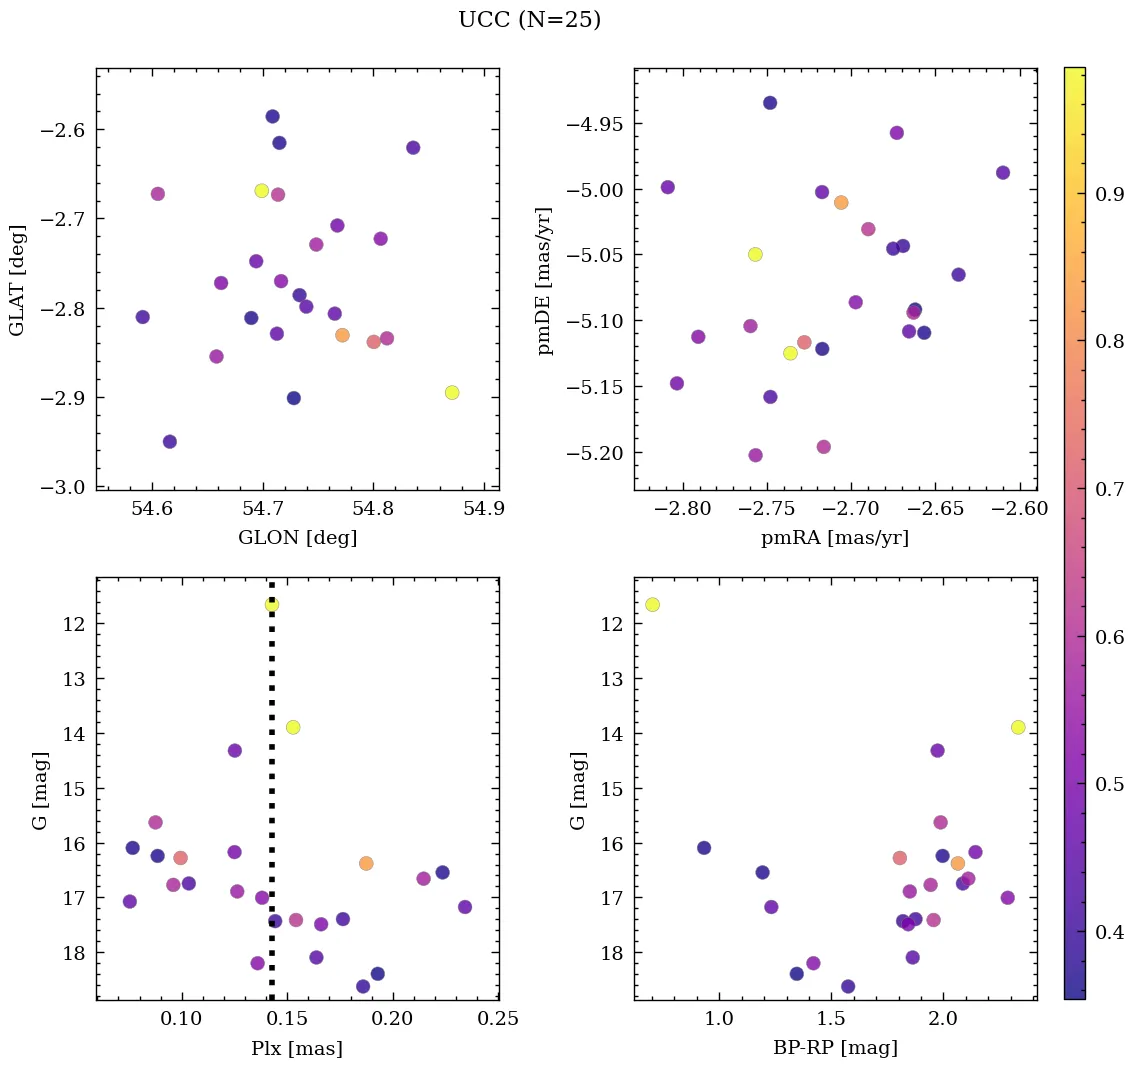 UCC (N=25)
−2.6
−2.7
−2.8
−2.9
−3.0
GLAT [deg]
54.6 54.7 54.8 54.9
GLON [deg]
−4.95
−5.00
−5.05
−5.10
−5.15
−5.20
pmDE [mas/yr]
−2.80 −2.75 −2.70 −2.65 −2.60
pmRA [mas/yr]
12
13
14
15
16
17
18
G [mag]
0.10 0.15 0.20 0.25
Plx [mas]
12
13
14
15
16
17
18
G [mag]
1.0 1.5 2.0
BP-RP [mag]
0.9
0.8
0.7
0.6
0.5
0.4